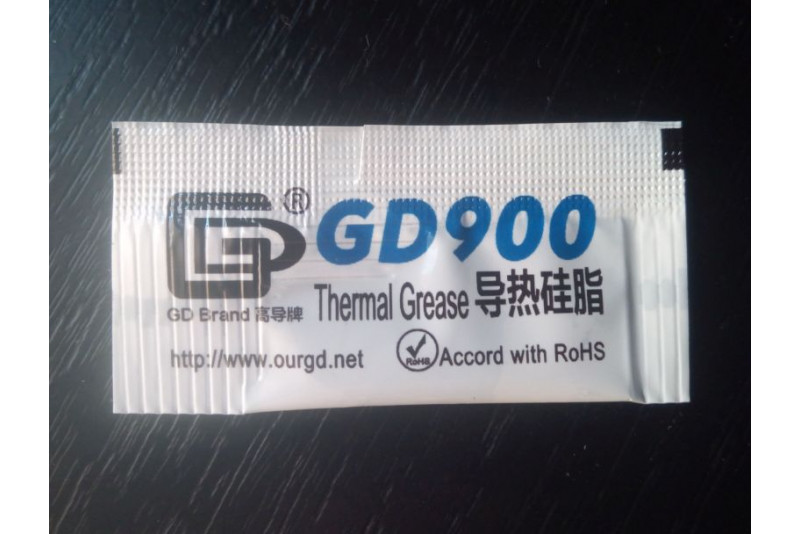 GD®
GD900
GD Brand 高导牌
Thermal Grease 导热硅脂
http://www.ourgd.net
RoHS
Accord with RoHS